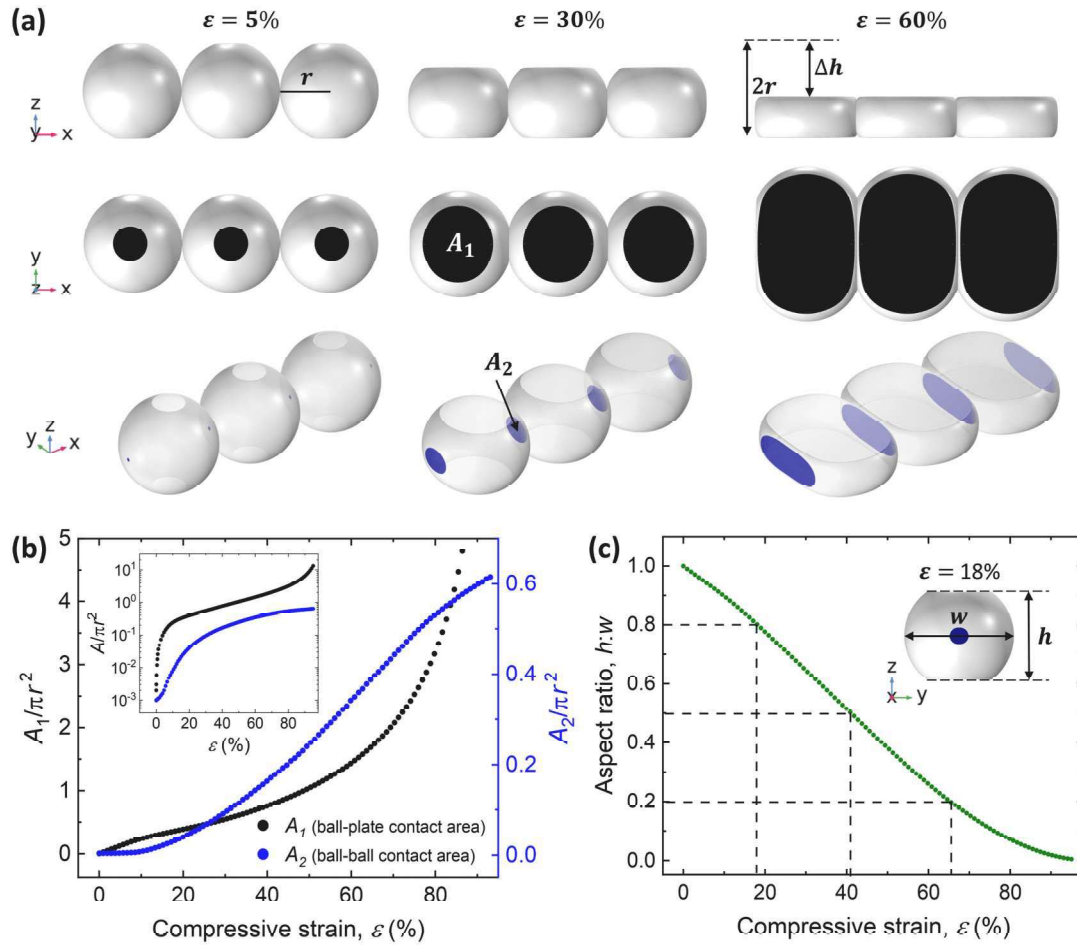 (a)
ε = 5%
ε = 30%
ε = 60%
r
2r
Δh
z
y x
A₁
y
z x
A₂
z
y x
(b)
5
4
3
2
1
0
A₁/πr²
0 20 40 60 80
Compressive strain, ε (%)
0.6
0.4
0.2
0.0
A₂/πr²
10¹
10⁰
10⁻¹
10⁻²
10⁻³
A/πr²
0 20 40 60 80
ε (%)
A₁ (ball-plate contact area)
A₂ (ball-ball contact area)
(c)
1.0
0.8
0.6
0.4
0.2
0.0
Aspect ratio, h:w
0 20 40 60 80
Compressive strain, ε (%)
ε = 18%
w
h
z
x y